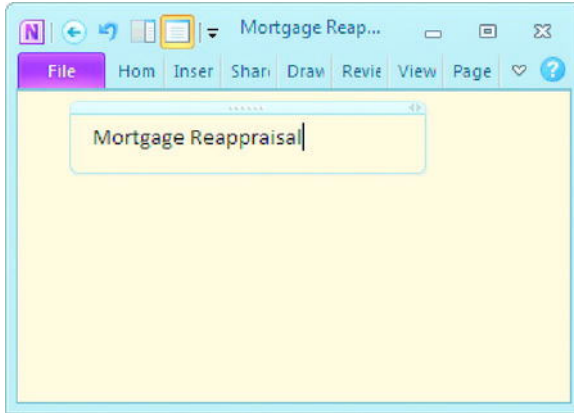 N Mortgage Reap...
File Hom Inser Shar Draw Revie View Page ?
Mortgage Reappraisal